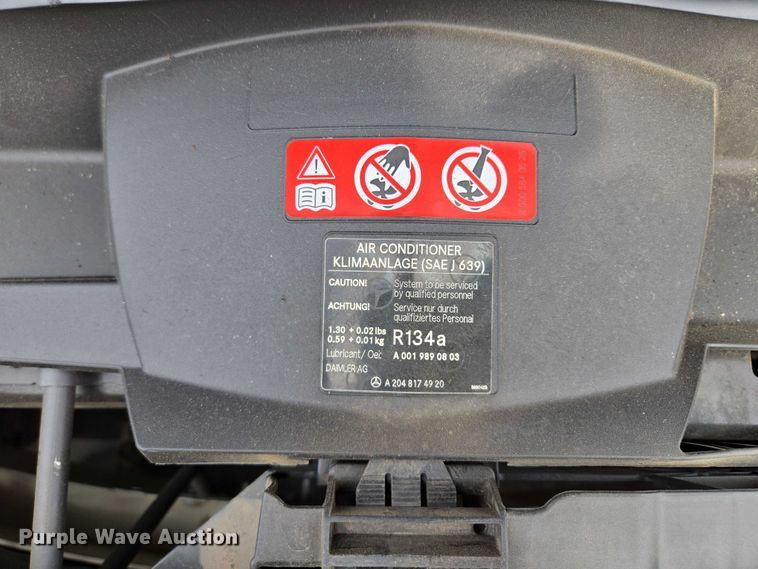 AIR CONDITIONER
KLIMAANLAGE (SAE J 639)
CAUTION! System to be serviced
by qualified personnel
ACHTUNG! Service nur durch
qualifiziertes Personal
1.30 + 0.02 lbs
0.59 + 0.01 kg R134a
Lubricant / Oel: A 001 989 08 03
DAIMLER AG
A 204 817 49 20
Purple Wave Auction